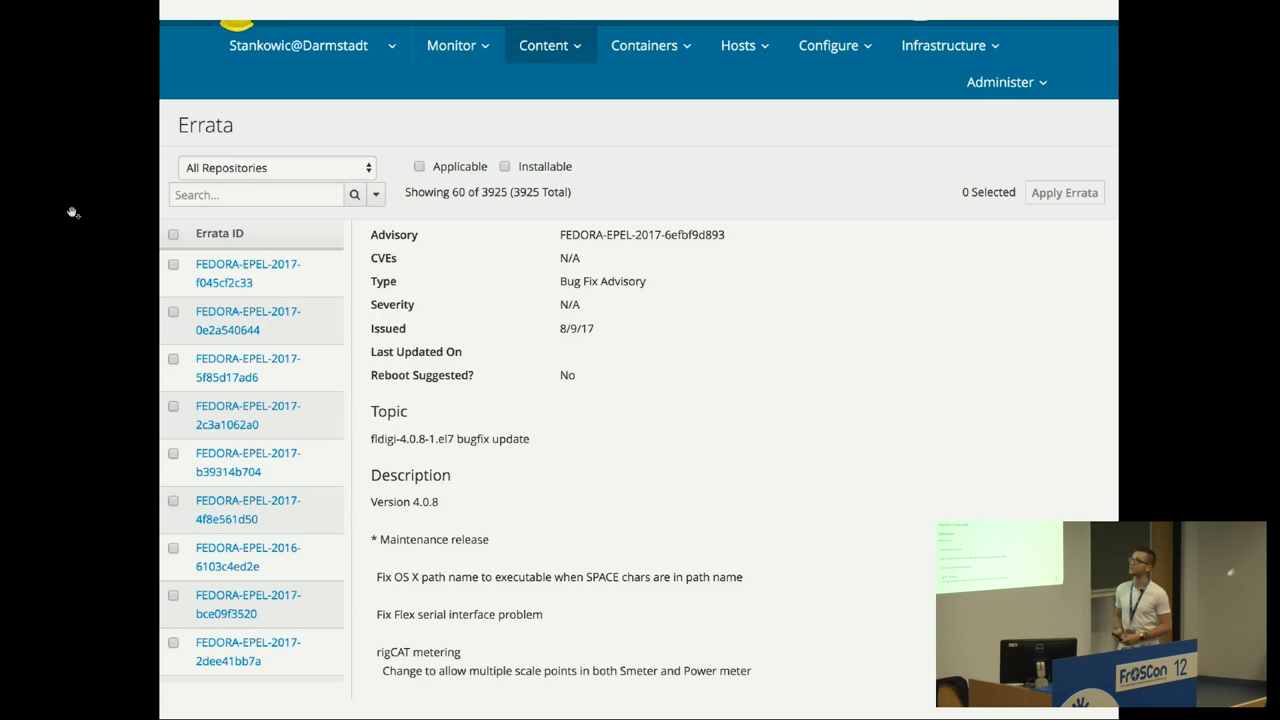 Stankowic@Darmstadt Monitor Content Containers Hosts Configure Infrastructure
Administer
Errata
All Repositories Applicable Installable
Search... Showing 60 of 3925 (3925 Total) 0 Selected Apply Errata
Errata ID
FEDORA-EPEL-2017-
f045cf2c33
FEDORA-EPEL-2017-
0e2a540644
FEDORA-EPEL-2017-
5f85d17ad6
FEDORA-EPEL-2017-
2c3a1062a0
FEDORA-EPEL-2017-
b39314b704
FEDORA-EPEL-2017-
4f8e561d50
FEDORA-EPEL-2016-
6103c4ed2e
FEDORA-EPEL-2017-
bce09f3520
FEDORA-EPEL-2017-
2dee41bb7a
Advisory FEDORA-EPEL-2017-6efbf9d893
CVEs N/A
Type Bug Fix Advisory
Severity N/A
Issued 8/9/17
Last Updated On
Reboot Suggested? No
Topic
fldigi-4.0.8-1.el7 bugfix update
Description
Version 4.0.8
* Maintenance release
Fix OS X path name to executable when SPACE chars are in path name
Fix Flex serial interface problem
rigCAT metering
Change to allow multiple scale points in both Smeter and Power meter
FrOSCon 12